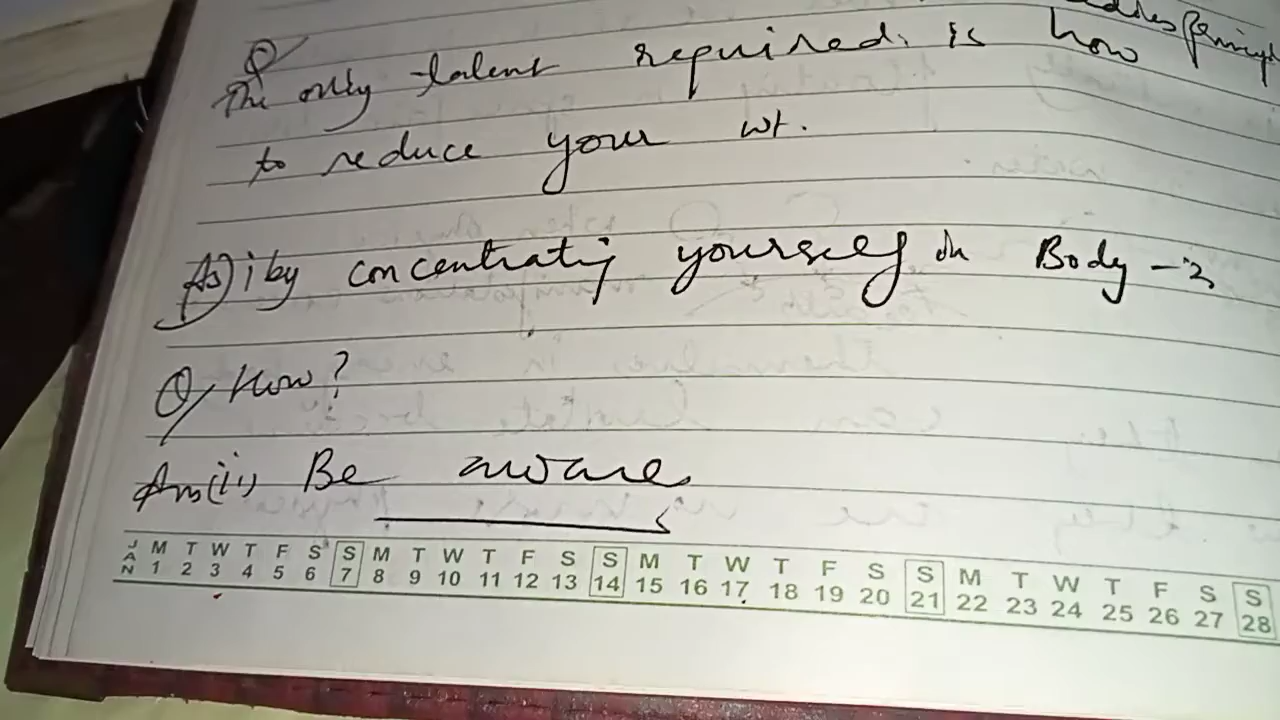 Q/
The only talent required. is how
to reduce your wt.
As) i by concentrating yourself in Body -2
Q/ How?
Ans(i) Be aware
J A N
M T W T F S S M T W T F S S M T W T F S S M T W T F S S
1 2 3 4 5 6 7 8 9 10 11 12 13 14 15 16 17 18 19 20 21 22 23 24 25 26 27 28